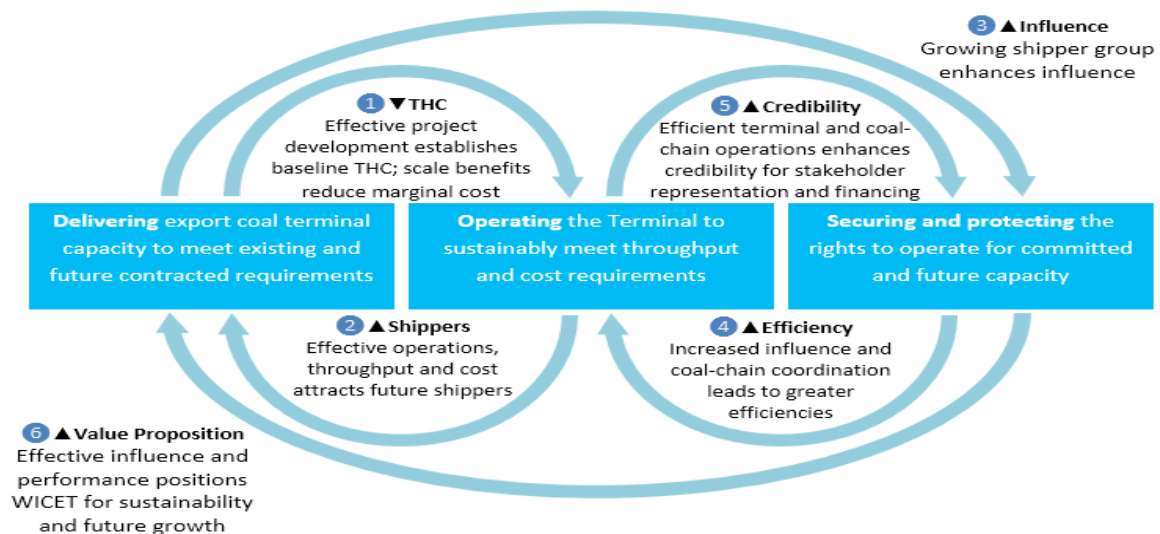 3 ▲Influence
Growing shipper group
enhances influence
1 ▼THC
Effective project
development establishes
baseline THC; scale benefits
reduce marginal cost
5 ▲Credibility
Efficient terminal and coal-
chain operations enhances
credibility for stakeholder
representation and financing
Delivering export coal terminal
capacity to meet existing and
future contracted requirements
Operating the Terminal to
sustainably meet throughput
and cost requirements
Securing and protecting the
rights to operate for committed
and future capacity
2 ▲Shippers
Effective operations,
throughput and cost
attracts future shippers
4 ▲Efficiency
Increased influence and
coal-chain coordination
leads to greater
efficiencies
6 ▲Value Proposition
Effective influence and
performance positions
WICET for sustainability
and future growth